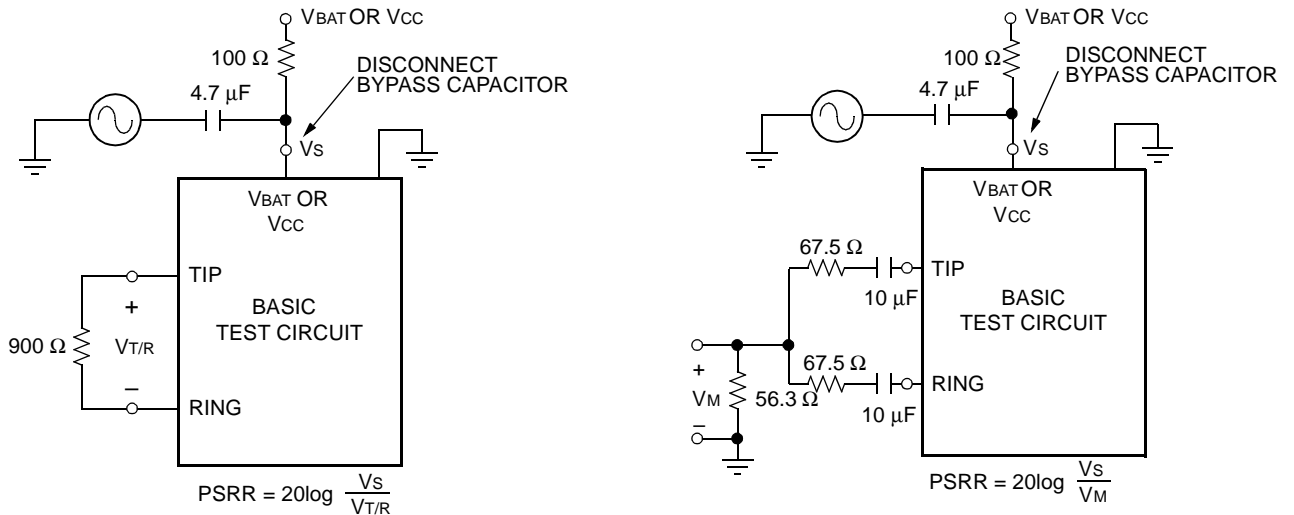 VBAT OR VCC
100 Ω
DISCONNECT
BYPASS CAPACITOR
4.7 µF
VS
VBAT OR
VCC
TIP
+
900 Ω
VT/R
–
BASIC
TEST CIRCUIT
RING
PSRR = 20log VS
VT/R
VBAT OR VCC
100 Ω
DISCONNECT
BYPASS CAPACITOR
4.7 µF
VS
VBAT OR
VCC
67.5 Ω
TIP
10 µF
BASIC
TEST CIRCUIT
67.5 Ω
+
RING
VM
56.3 Ω
10 µF
–
PSRR = 20log VS
VM